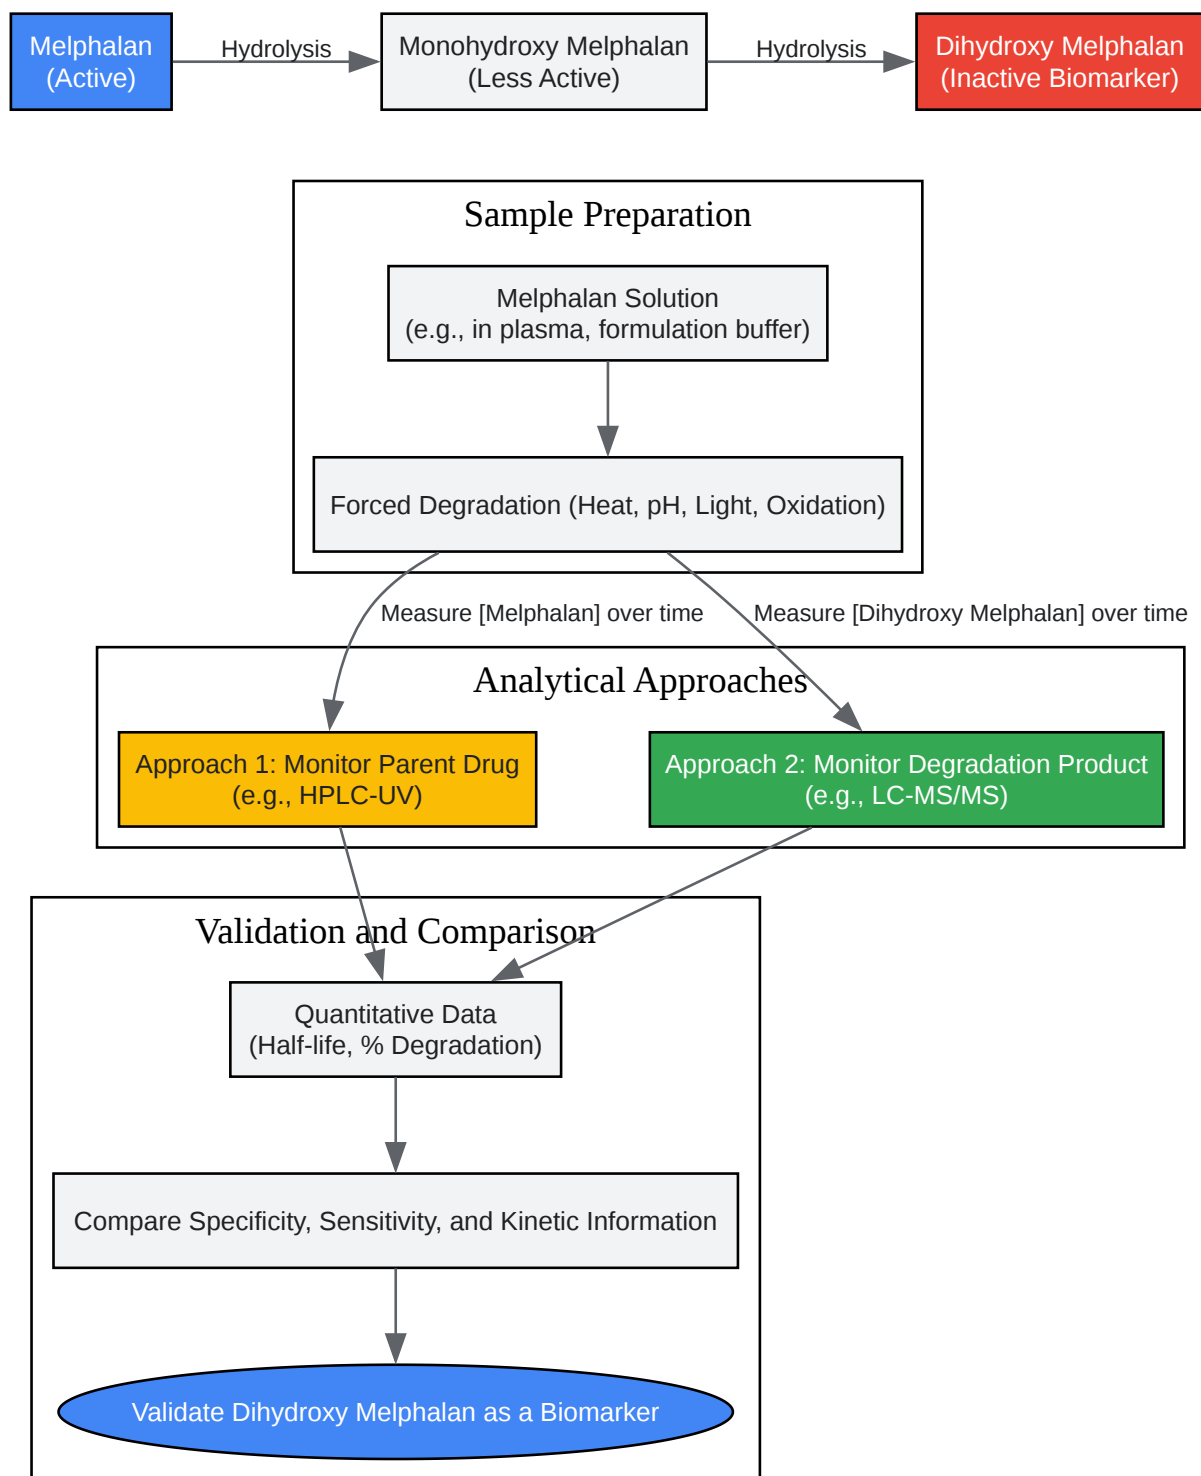 Melphalan
(Active)
Hydrolysis
Monohydroxy Melphalan
(Less Active)
Hydrolysis
Dihydroxy Melphalan
(Inactive Biomarker)
Sample Preparation
Melphalan Solution
(e.g., in plasma, formulation buffer)
Forced Degradation (Heat, pH, Light, Oxidation)
Measure [Melphalan] over time
Measure [Dihydroxy Melphalan] over time
Analytical Approaches
Approach 1: Monitor Parent Drug
(e.g., HPLC-UV)
Approach 2: Monitor Degradation Product
(e.g., LC-MS/MS)
Validation and Comparison
Quantitative Data
(Half-life, % Degradation)
Compare Specificity, Sensitivity, and Kinetic Information
Validate Dihydroxy Melphalan as a Biomarker